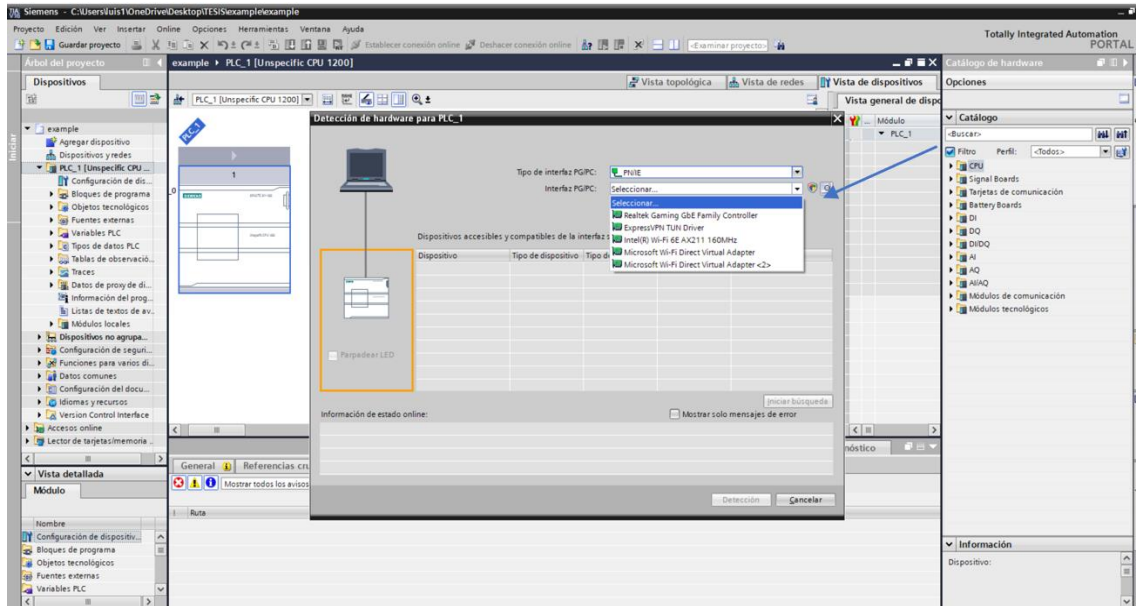 Siemens - C:\Users\luis1\OneDrive\Desktop\TESIS\example\example
Proyecto Edición Ver Insertar Online Opciones Herramientas Ventana Ayuda
Guardar proyecto Establecer conexión online Deshacer conexión online <Examinar proyecto>
Totally Integrated Automation
PORTAL
Árbol del proyecto
Dispositivos
Iniciar
example
Agregar dispositivo
Dispositivos y redes
PLC_1 [Unspecific CPU ...
Configuración de dis...
Bloques de programa
Objetos tecnológicos
Fuentes externas
Variables PLC
Tipos de datos PLC
Tablas de observació...
Traces
Datos de proxy de di...
Información del prog...
Listas de textos de av...
Módulos locales
Dispositivos no agrupa...
Configuración de seguri...
Funciones para varios di...
Datos comunes
Configuración del docu...
Idiomas y recursos
Version Control Interface
Accesos online
Lector de tarjetas/memoria ...
Vista detallada
Módulo
Nombre
Configuración de dispositiv...
Bloques de programa
Objetos tecnológicos
Fuentes externas
Variables PLC
example PLC_1 [Unspecific CPU 1200]
Vista topológica Vista de redes Vista de dispositivos
PLC_1 [Unspecific CPU 1200]
Vista general de dispo
PLC_1
1
SIEMENS
... Módulo
PLC_1
Detección de hardware para PLC_1
Tipo de interfaz PG/PC: PN/IE
Interfaz PG/PC: Seleccionar...
Seleccionar...
Realtek Gaming GbE Family Controller
ExpressVPN TUN Driver
Intel(R) Wi-Fi 6E AX211 160MHz
Microsoft Wi-Fi Direct Virtual Adapter
Microsoft Wi-Fi Direct Virtual Adapter <2>
Dispositivos accesibles y compatibles de la interfaz s
Dispositivo Tipo de dispositivo Tipo d
Parpadear LED
Iniciar búsqueda
Información de estado online: Mostrar solo mensajes de error
Detección Cancelar
General Referencias cru
nóstico
Mostrar todos los avisos
! Ruta
Catálogo de hardware
Opciones
Catálogo
<Buscar>
Filtro Perfil: <Todos>
CPU
Signal Boards
Tarjetas de comunicación
Battery Boards
DI
DQ
DI/DQ
AI
AQ
AI/AQ
Módulos de comunicación
Módulos tecnológicos
Información
Dispositivo: